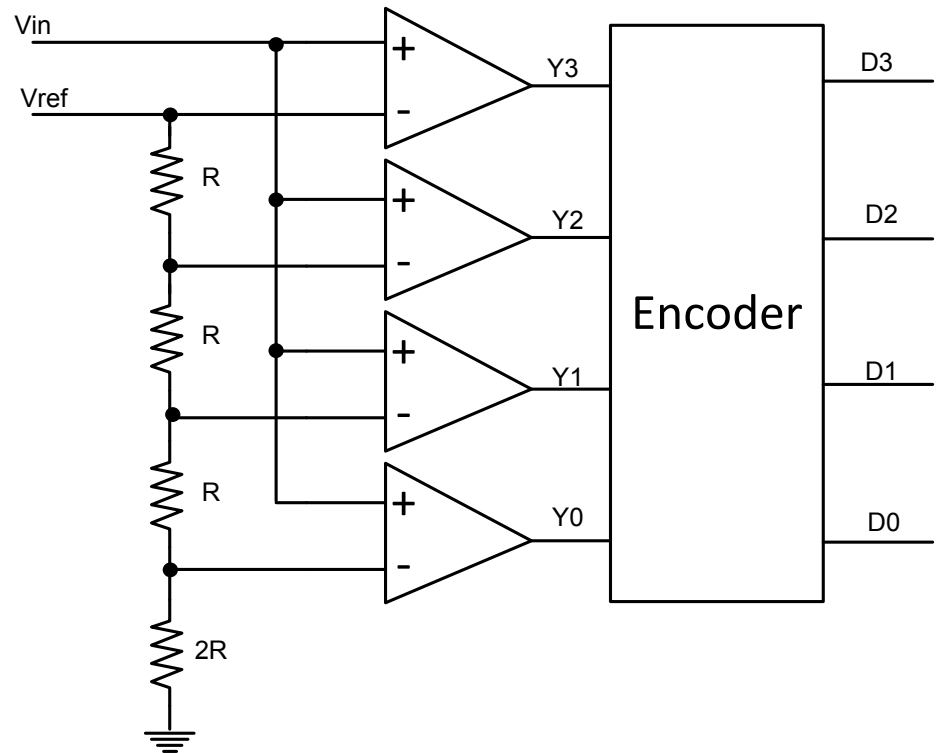 Vin
+
Y3
D3
Vref
-
R
+
Y2
D2
-
Encoder
R
+
Y1
D1
-
R
+
Y0
D0
-
2R